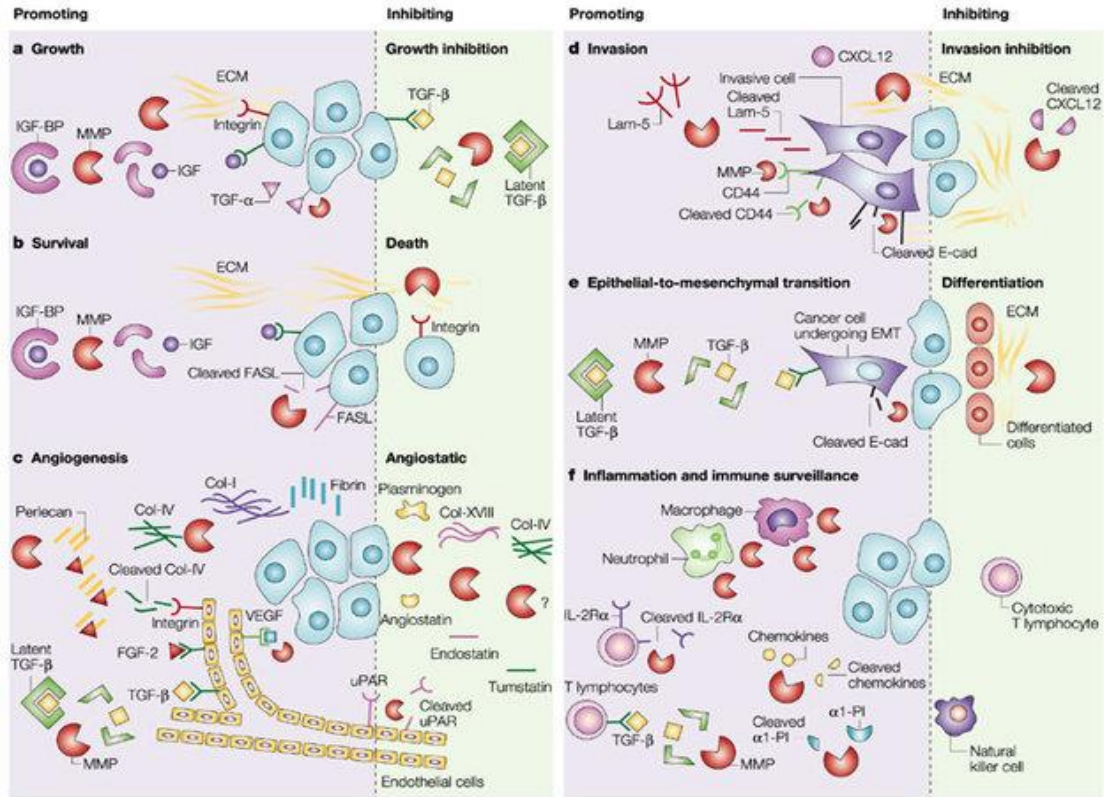 Promoting
Inhibiting
a Growth
Growth inhibition
ECM
TGF-β
Integrin
IGF-BP
MMP
IGF
TGF-α
Latent
TGF-β
b Survival
Death
ECM
IGF-BP
MMP
IGF
Integrin
Cleaved FASL
FASL
c Angiogenesis
Angiostatic
Col-I
Fibrin
Plasminogen
Perlecan
Col-IV
Col-XVIII
Col-IV
Cleaved Col-IV
Integrin
VEGF
?
Angiostatin
FGF-2
Endostatin
Latent
TGF-β
TGF-β
uPAR
Tumstatin
Cleaved
uPAR
MMP
Endothelial cells
Promoting
Inhibiting
d Invasion
Invasion inhibition
CXCL12
Invasive cell
ECM
Cleaved
CXCL12
Cleaved
Lam-5
Lam-5
MMP
CD44
Cleaved CD44
Cleaved E-cad
e Epithelial-to-mesenchymal transition
Differentiation
Cancer cell
undergoing EMT
ECM
MMP
TGF-β
Latent
TGF-β
Cleaved E-cad
Differentiated
cells
f Inflammation and immune surveillance
Macrophage
Neutrophil
IL-2Rα
Cleaved IL-2Rα
Cytotoxic
T lymphocyte
Chemokines
Cleaved
chemokines
T lymphocytes
α1-PI
Cleaved
α1-PI
TGF-β
MMP
Natural
killer cell